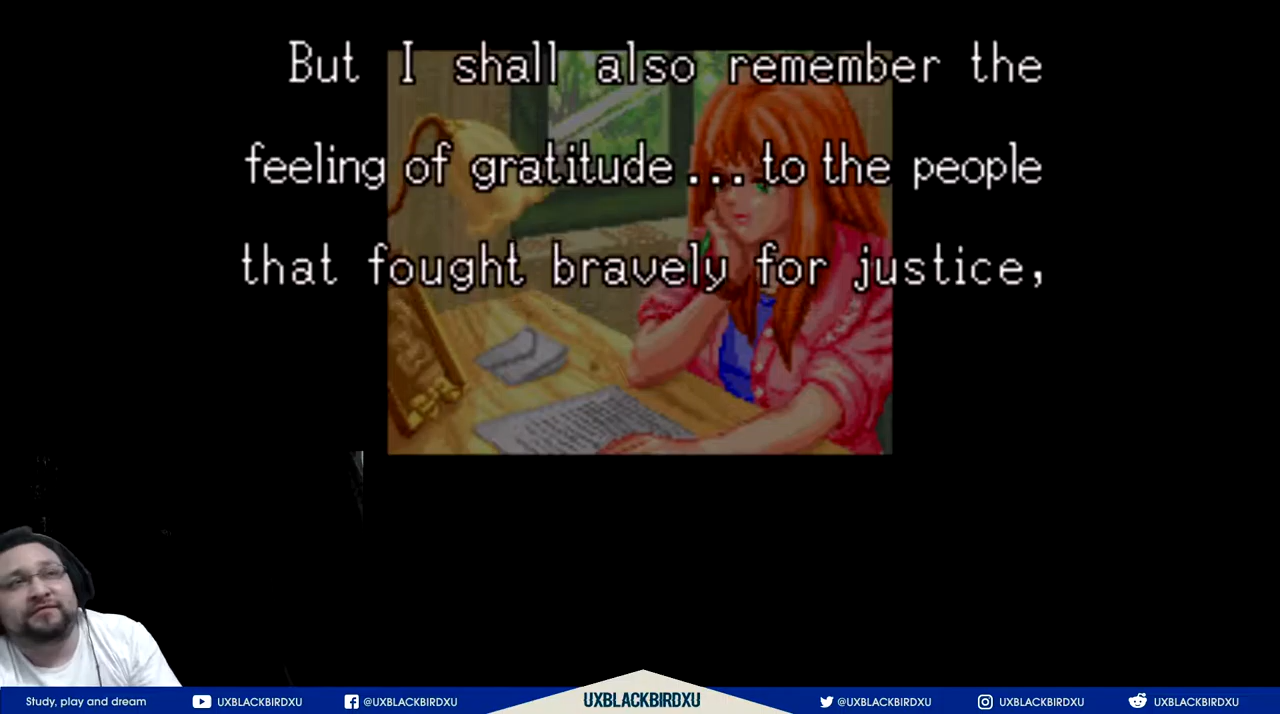 But I shall also remember the
feeling of gratitude...to the people
that fought bravely for justice,
Study, play and dream
UXBLACKBIRDXU
@UXBLACKBIRDXU
UXBLACKBIRDXU
@UXBLACKBIRDXU
UXBLACKBIRDXU
UXBLACKBIRDXU